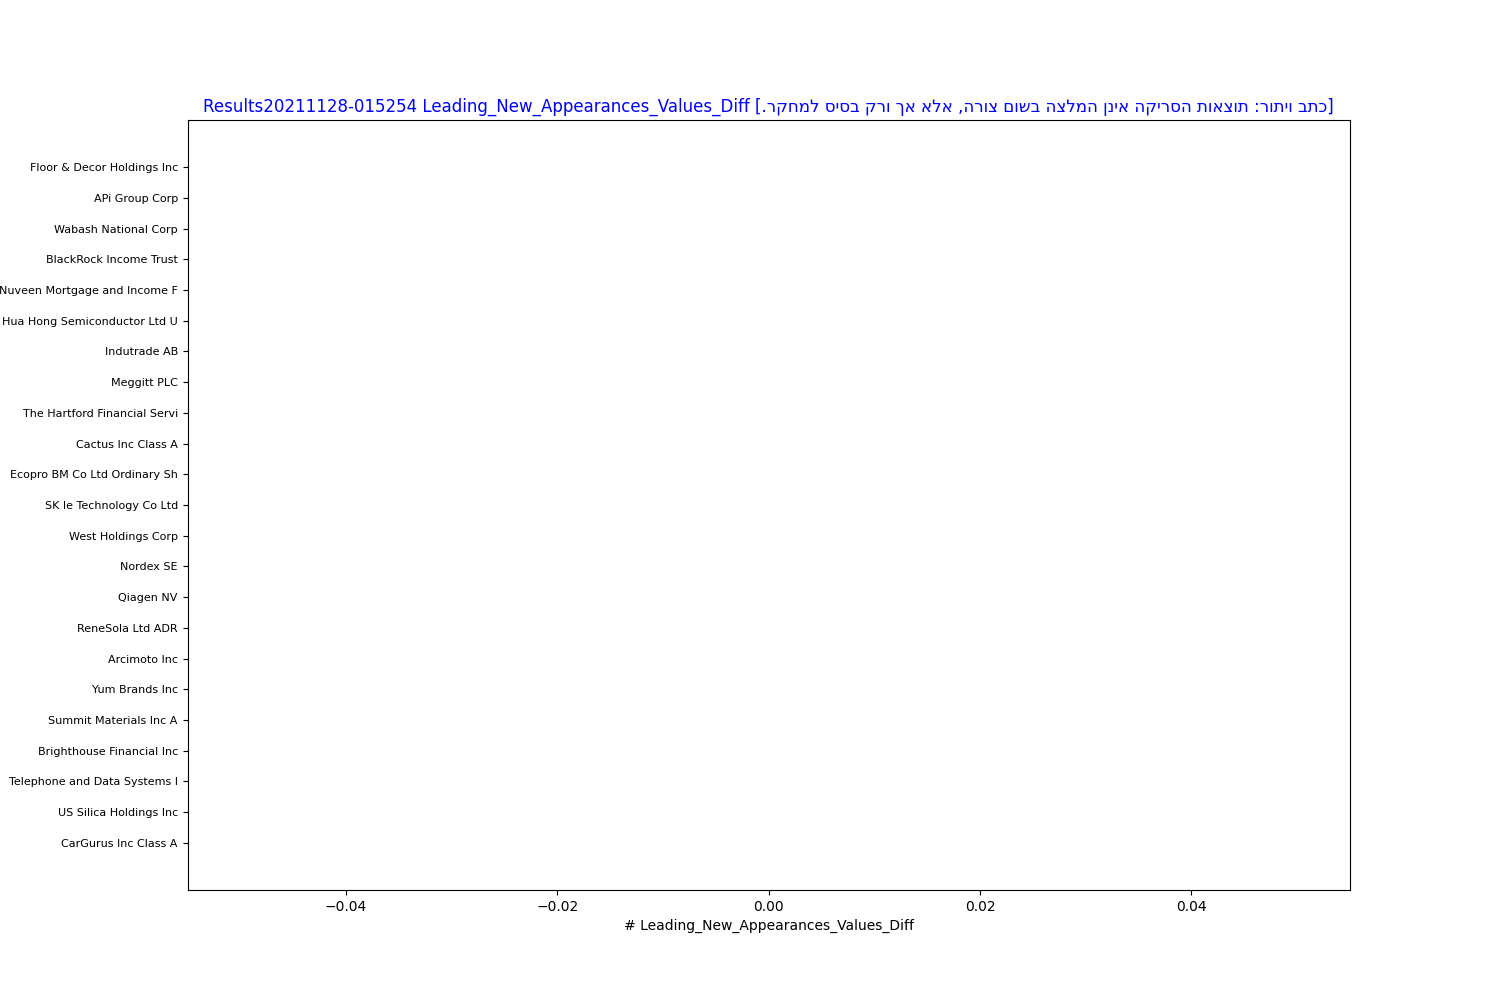 Results20211128-015254 Leading_New_Appearances_Values_Diff [כתב ויתור: תוצאות הסריקה אינן המלצה בשום צורה, אלא אך ורק בסיס למחקר.]
Floor & Decor Holdings Inc
APi Group Corp
Wabash National Corp
BlackRock Income Trust
Nuveen Mortgage and Income F
Hua Hong Semiconductor Ltd U
Indutrade AB
Meggitt PLC
The Hartford Financial Servi
Cactus Inc Class A
Ecopro BM Co Ltd Ordinary Sh
SK Ie Technology Co Ltd
West Holdings Corp
Nordex SE
Qiagen NV
ReneSola Ltd ADR
Arcimoto Inc
Yum Brands Inc
Summit Materials Inc A
Brighthouse Financial Inc
Telephone and Data Systems I
US Silica Holdings Inc
CarGurus Inc Class A
−0.04 −0.02 0.00 0.02 0.04
# Leading_New_Appearances_Values_Diff